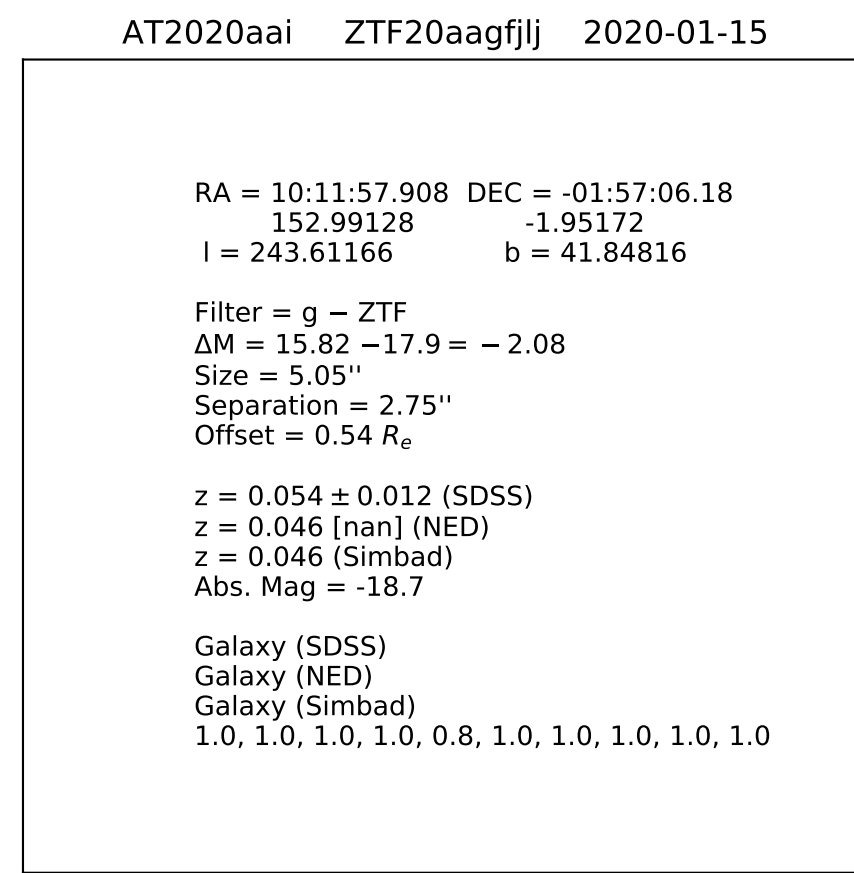 AT2020aai ZTF20aagfjlj 2020-01-15
RA = 10:11:57.908 DEC = -01:57:06.18
152.99128 -1.95172
l = 243.61166 b = 41.84816
Filter = g − ZTF
ΔM = 15.82 −17.9 = − 2.08
Size = 5.05''
Separation = 2.75''
Offset = 0.54 Rₑ
z = 0.054 ± 0.012 (SDSS)
z = 0.046 [nan] (NED)
z = 0.046 (Simbad)
Abs. Mag = -18.7
Galaxy (SDSS)
Galaxy (NED)
Galaxy (Simbad)
1.0, 1.0, 1.0, 1.0, 0.8, 1.0, 1.0, 1.0, 1.0, 1.0